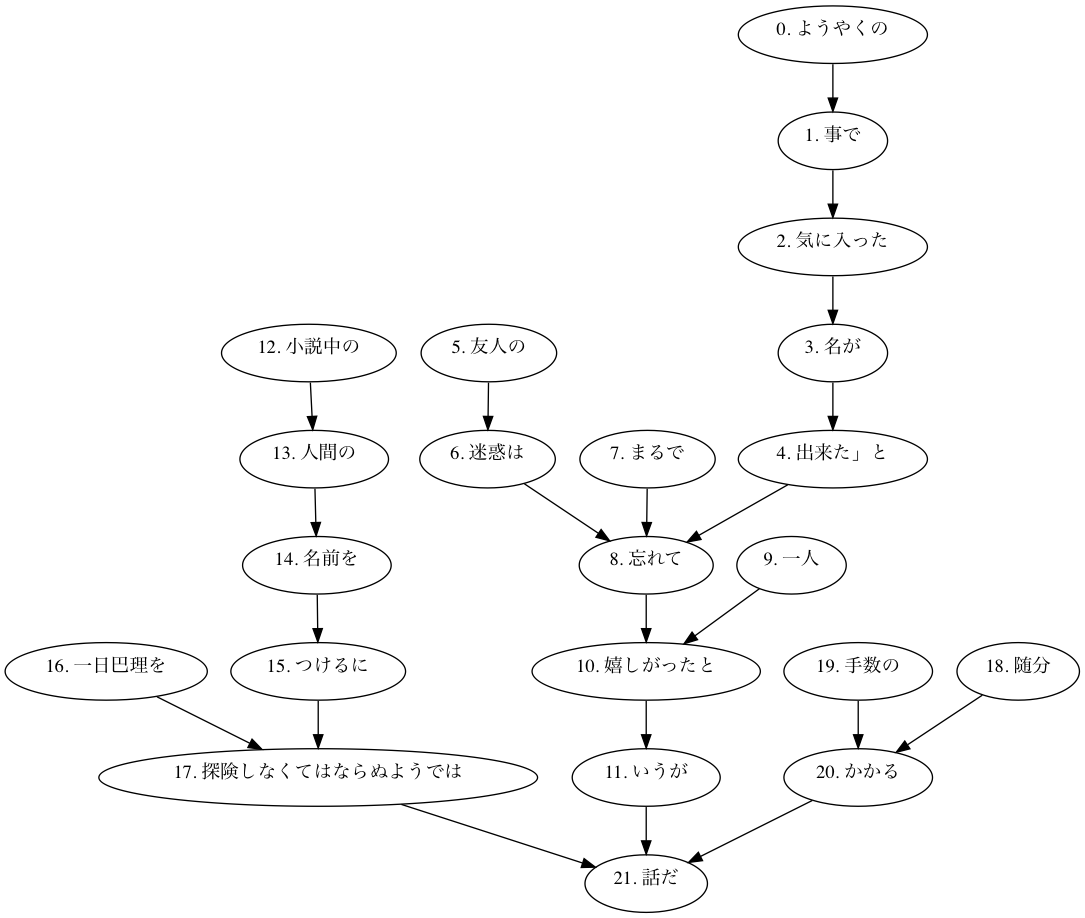 0. ようやくの
1. 事で
2. 気に入った
3. 名が
12. 小説中の
5. 友人の
13. 人間の
6. 迷惑は
7. まるで
4. 出来た」と
14. 名前を
8. 忘れて
9. 一人
16. 一日巴理を
15. つけるに
10. 嬉しがったと
19. 手数の
18. 随分
17. 探険しなくてはならぬようでは
11. いうが
20. かかる
21. 話だ